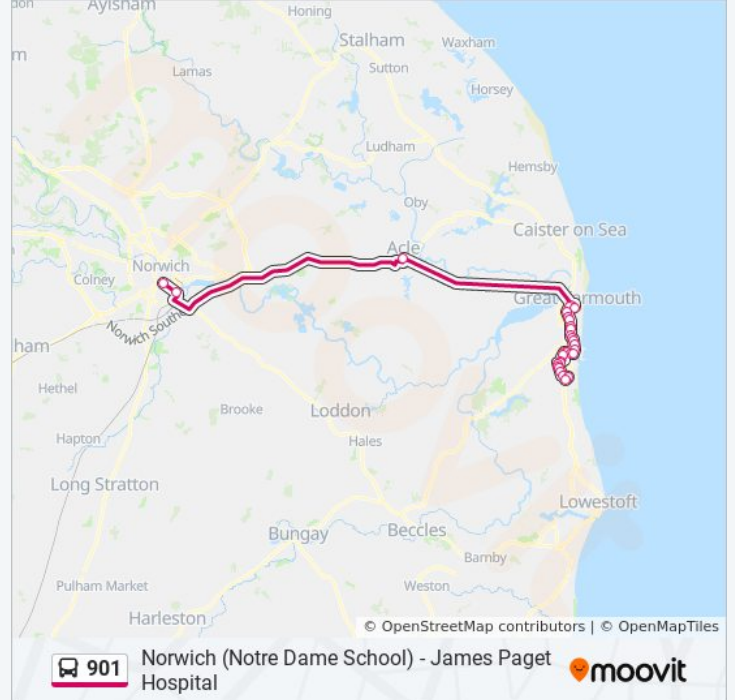 don
Aylsham
Honing
Stalham
Waxham
m
Sutton
Lamas
Horsey
Ludham
Hemsby
Oby
Caister on Sea
Acle
Norwich
Colney
Great Yarmouth
Norwich South
ham
Hethel
Brooke
Loddon
Hapton
Hales
Long Stratton
Lowestoft
Beccles
Bungay
Barnby
Pulham Market
Weston
Harleston
© OpenStreetMap contributors | © OpenMapTiles
901
Norwich (Notre Dame School) - James Paget
Hospital
moovit